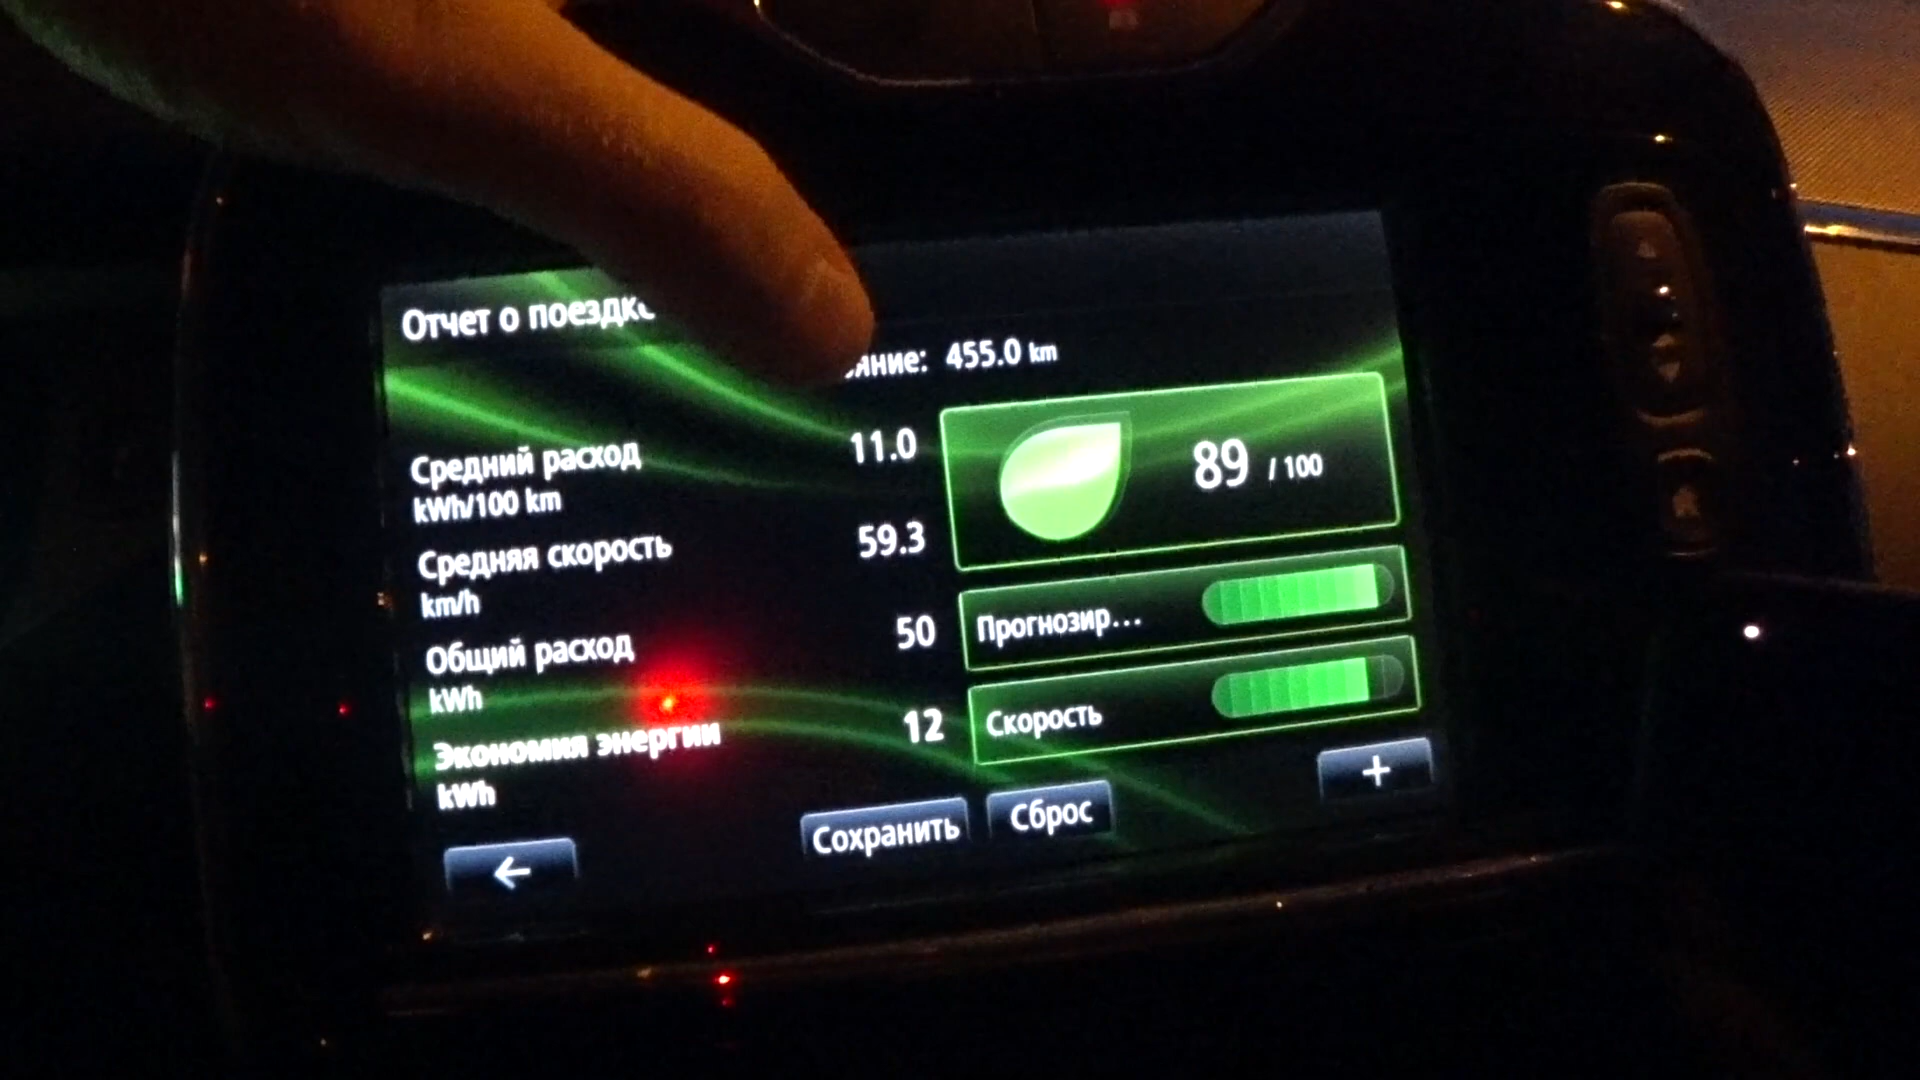 Отчет о поездке
455.0 km
Средний расход 11.0
kWh/100 km
89 / 100
Средняя скорость 59.3
km/h
Прогнозир...
Общий расход 50
kWh
Скорость
Экономия энергии 12
kWh
+
Сохранить Сброс
←